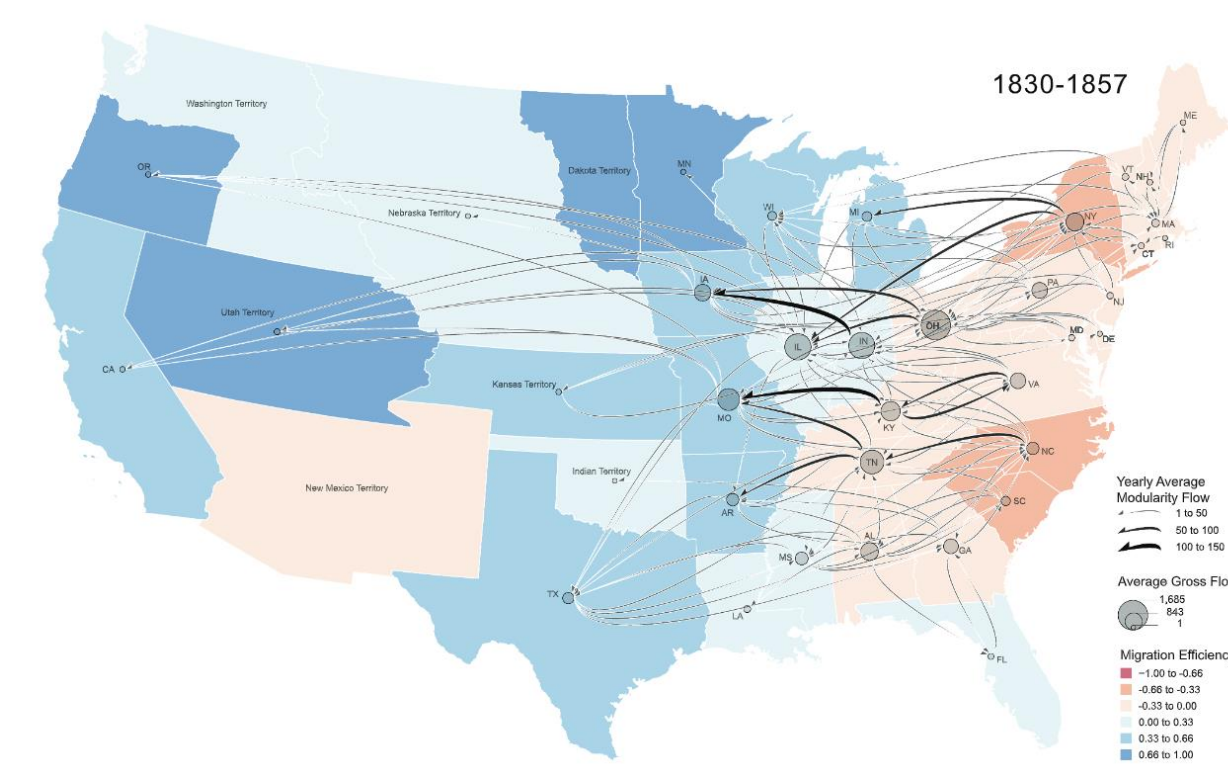 1830-1857
Washington Territory
ME
OR
Dakota Territory
MN
VT
NH
Nebraska Territory
WI
MI
NY
MA
RI
CT
IA
PA
NJ
Utah Territory
OH
MD
DE
IL
IN
CA
Kansas Territory
VA
MO
KY
NC
TN
Indian Territory
New Mexico Territory
SC
AR
AL
GA
MS
TX
LA
FL
Yearly Average
Modularity Flow
1 to 50
50 to 100
100 to 150
Average Gross Flo
1,685
843
1
Migration Efficienc
−1.00 to -0.66
-0.66 to -0.33
-0.33 to 0.00
0.00 to 0.33
0.33 to 0.66
0.66 to 1.00